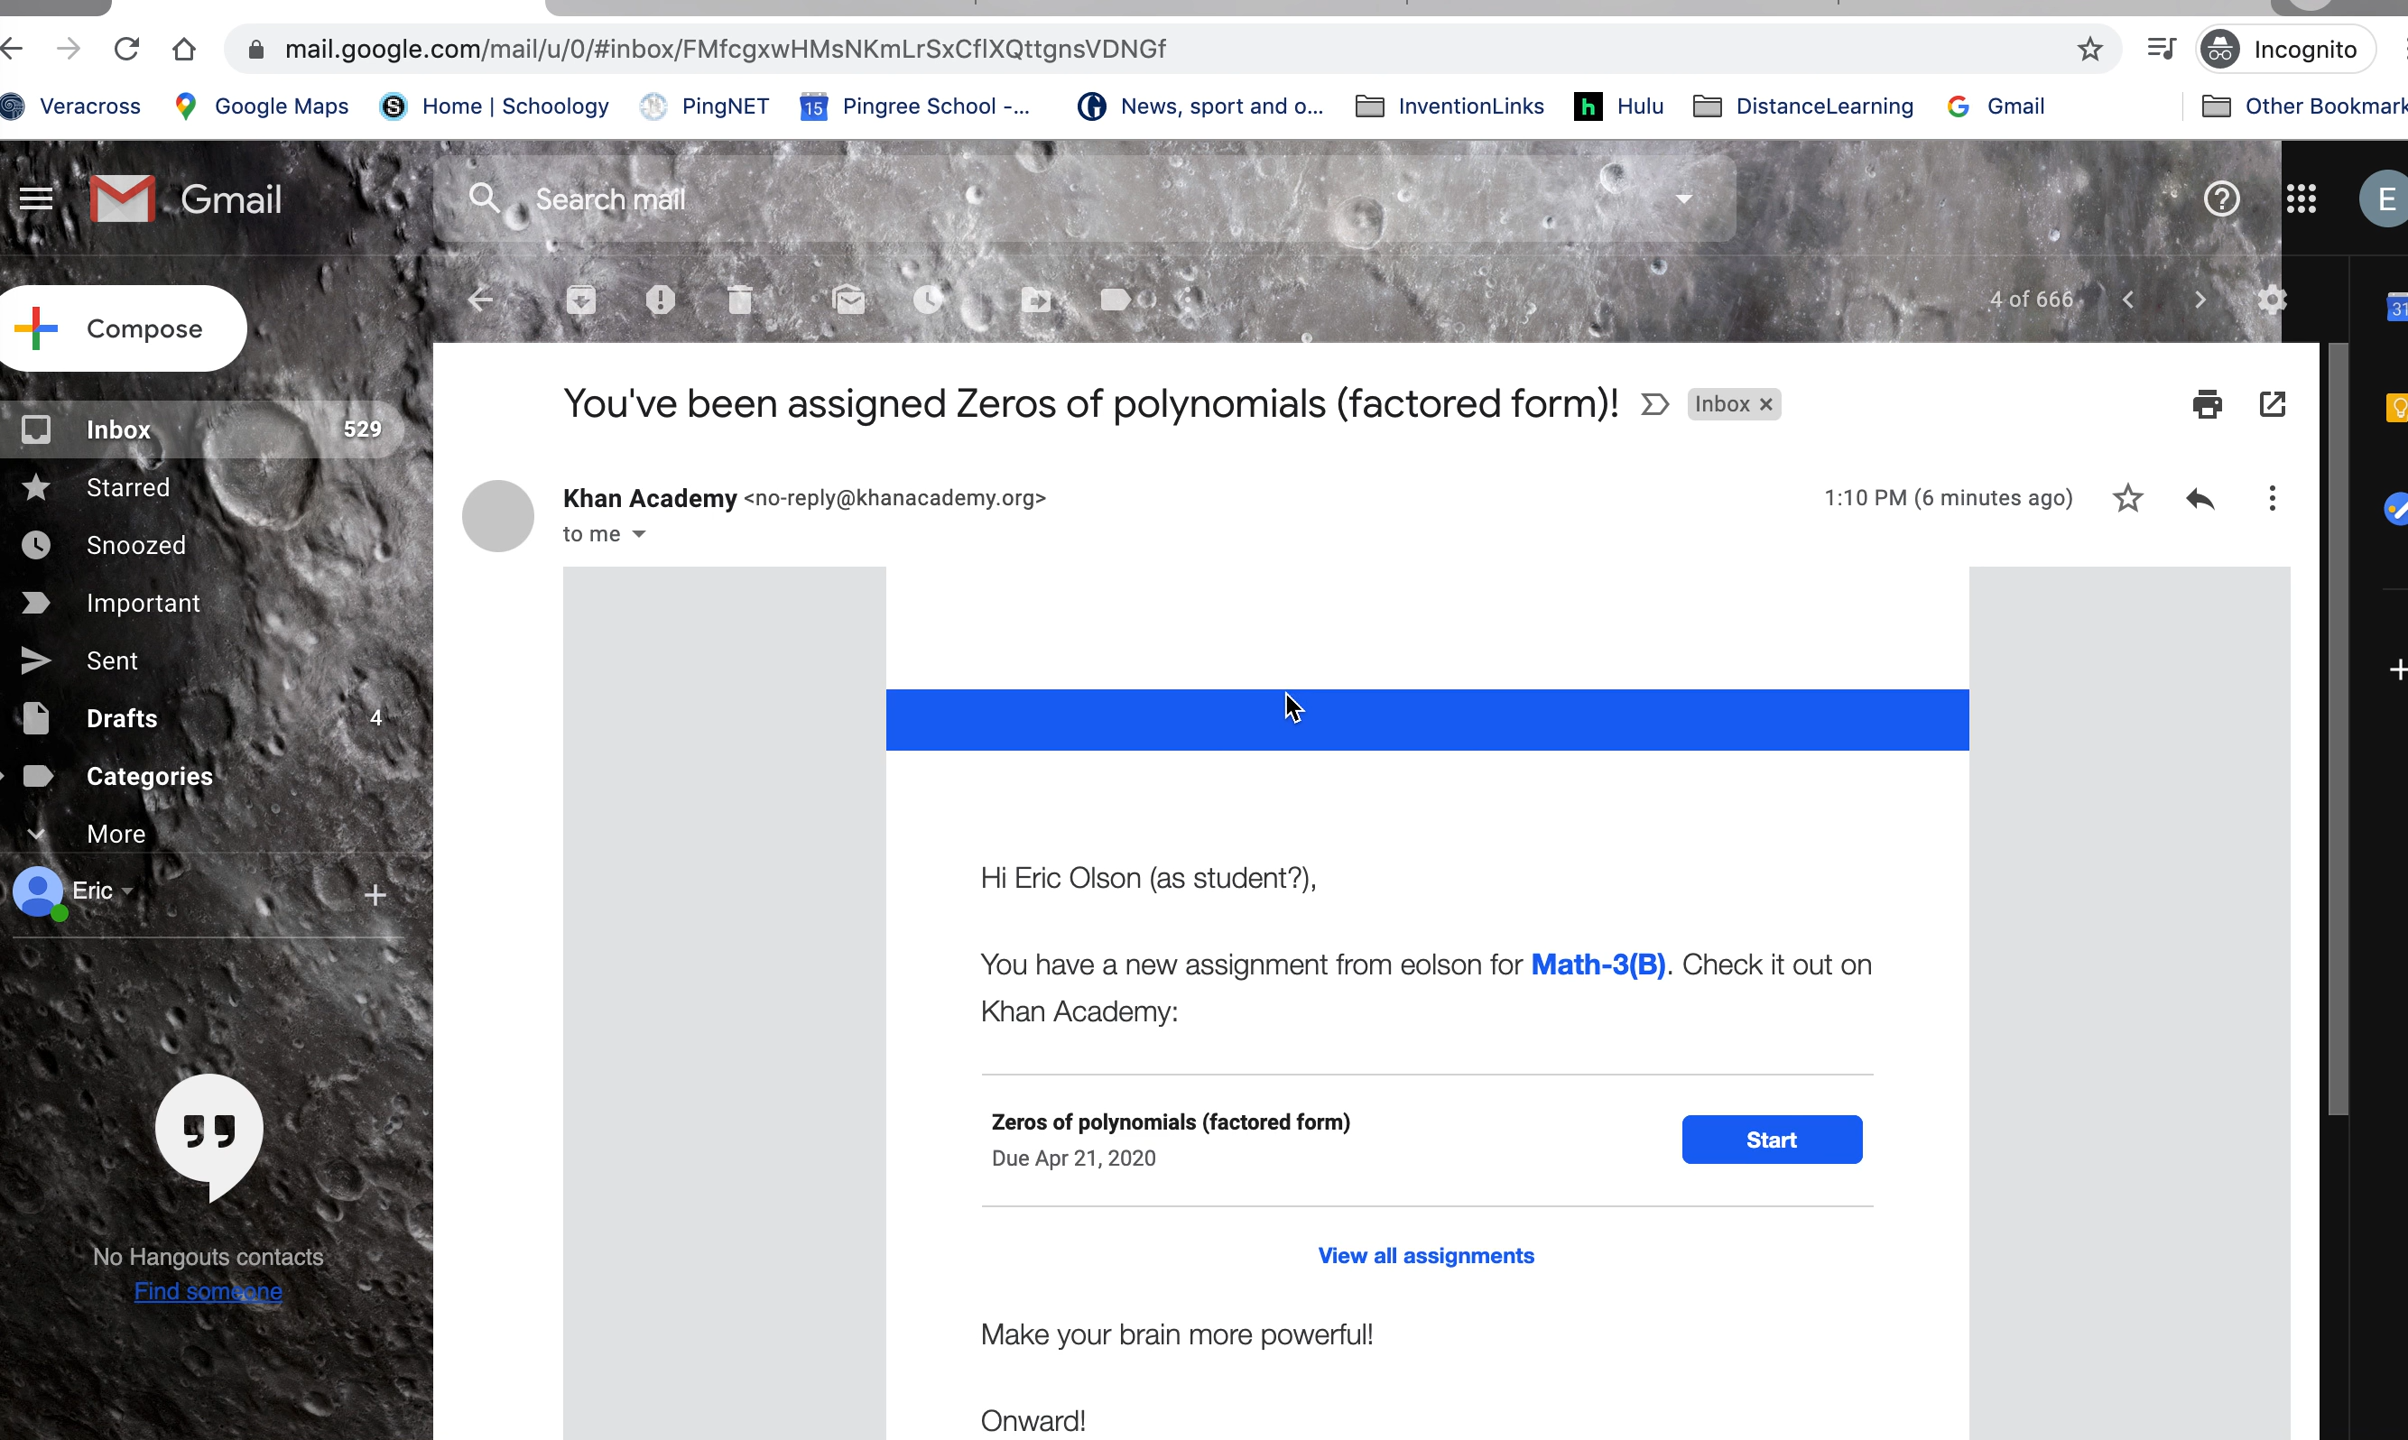 mail.google.com/mail/u/0/#inbox/FMfcgxwHMsNKmLrSxCflXQttgnsVDNGf
Incognito
Veracross Google Maps Home | Schoology PingNET 15 Pingree School -... News, sport and o... InventionLinks h Hulu DistanceLearning Gmail Other Bookmark
Gmail
Search mail
E
Compose
4 of 666
31
You've been assigned Zeros of polynomials (factored form)! Inbox ×
Inbox 529
Starred
Snoozed
Important
Sent
Drafts 4
Categories
More
Eric
No Hangouts contacts
Find someone
Khan Academy <no-reply@khanacademy.org>
1:10 PM (6 minutes ago)
to me
Hi Eric Olson (as student?),
You have a new assignment from eolson for Math-3(B). Check it out on
Khan Academy:
Zeros of polynomials (factored form)
Due Apr 21, 2020
Start
View all assignments
Make your brain more powerful!
Onward!